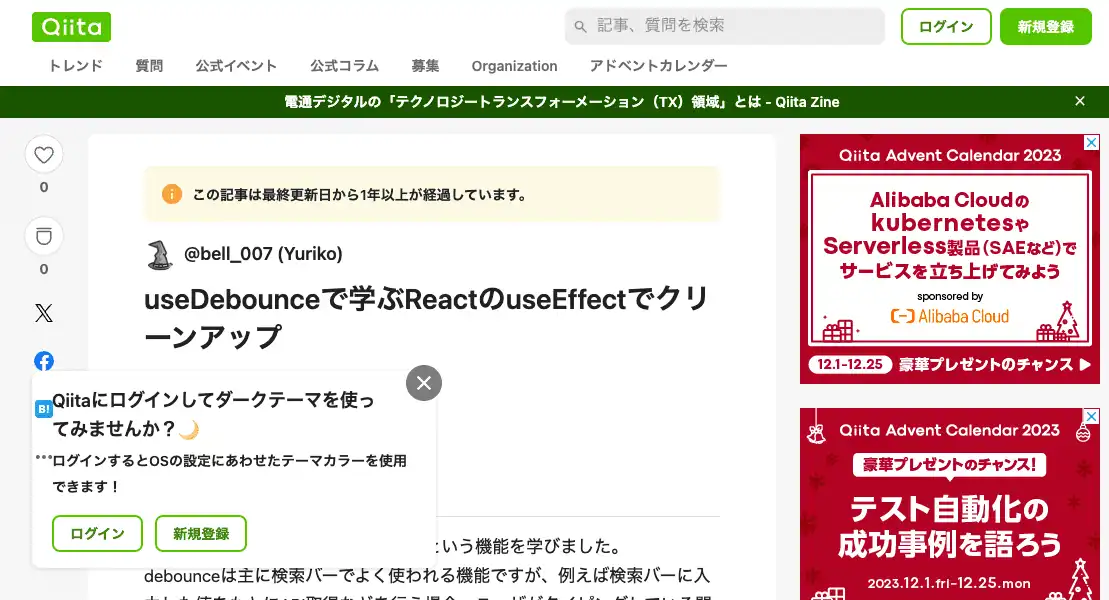 Qiita
記事、質問を検索
ログイン
新規登録
トレンド
質問
公式イベント
公式コラム
募集
Organization
アドベントカレンダー
電通デジタルの「テクノロジートランスフォーメーション（TX）領域」とは - Qiita Zine
0
0
この記事は最終更新日から1年以上が経過しています。
@bell_007 (Yuriko)
useDebounceで学ぶReactのuseEffectでクリ
ーンアップ
B!
Qiitaにログインしてダークテーマを使っ
てみませんか？🌙
ログインするとOSの設定にあわせたテーマカラーを使用
できます！
ログイン
新規登録
という機能を学びました。
debounceは主に検索バーでよく使われる機能ですが、例えば検索バーに入
Qiita Advent Calendar 2023
Alibaba Cloudの
kubernetesや
Serverless製品（SAEなど）で
サービスを立ち上げてみよう
sponsored by
Alibaba Cloud
12.1-12.25
豪華プレゼントのチャンス
Qiita Advent Calendar 2023
豪華プレゼントのチャンス！
テスト自動化の
成功事例を語ろう
2023.12.1.fri-12.25.mon